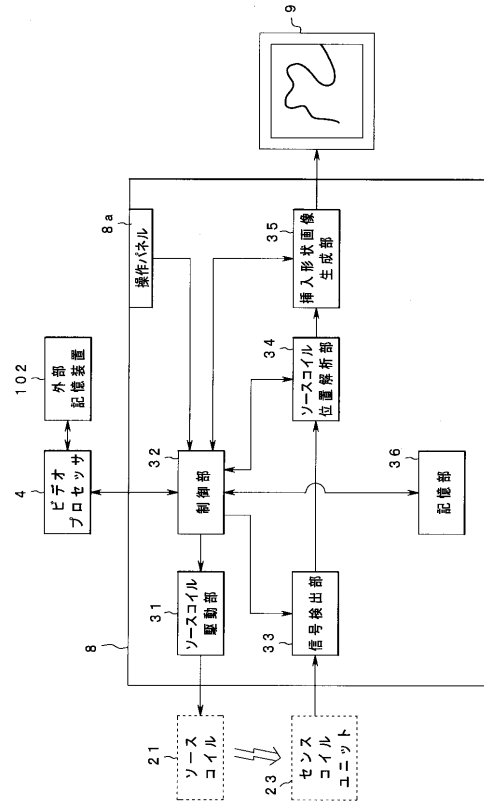 102
外部
記憶装置
4
ビデオ
プロセッサ
8
8a
操作パネル
9
32
制御部
31
ソースコイル
駆動部
35
挿入形状画像
生成部
34
ソースコイル
位置解析部
33
信号検出部
36
記憶部
21
ソース
コイル
23
センス
コイル
ユニット